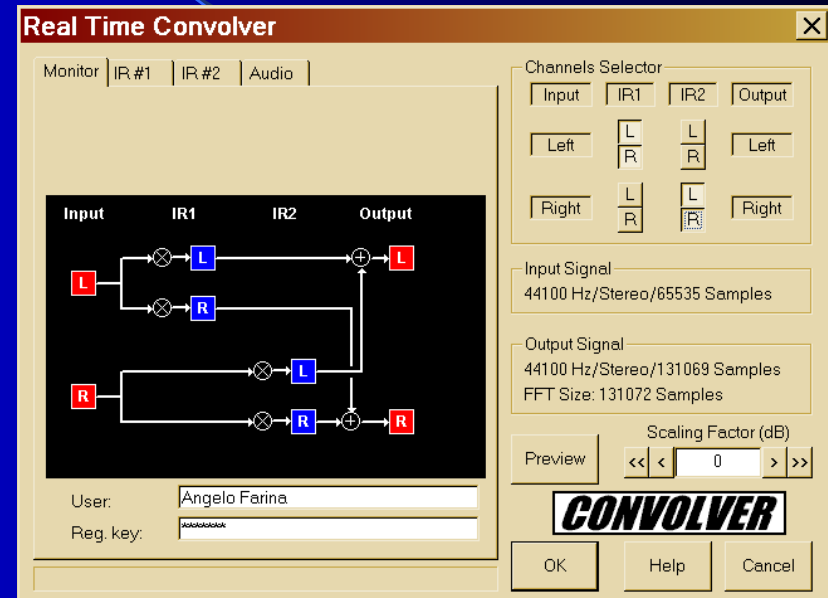 Real Time Convolver
Monitor IR #1 IR #2 Audio
Input IR1 IR2 Output
L L L
R
L
R R R
User: Angelo Farina
Reg. key: *******
Channels Selector
Input IR1 IR2 Output
Left L R L R Left
Right L R L R Right
Input Signal
44100 Hz/Stereo/65535 Samples
Output Signal
44100 Hz/Stereo/131069 Samples
FFT Size: 131072 Samples
Scaling Factor (dB)
Preview << < 0 > >>
CONVOLVER
OK Help Cancel